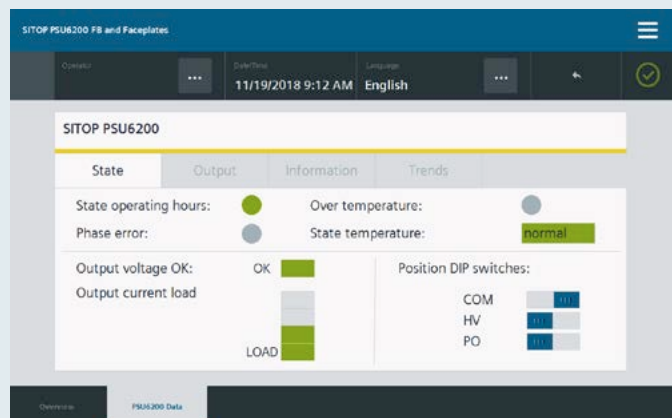 SITOP PSU6200 FB and Faceplates
Operator Date/Time Language
... 11/19/2018 9:12 AM English ...
SITOP PSU6200
State Output Information Trends
State operating hours: Over temperature:
Phase error: State temperature: normal
Output voltage OK: OK Position DIP switches:
Output current load
COM
HV
PO
LOAD
Overview PSU6200 Data